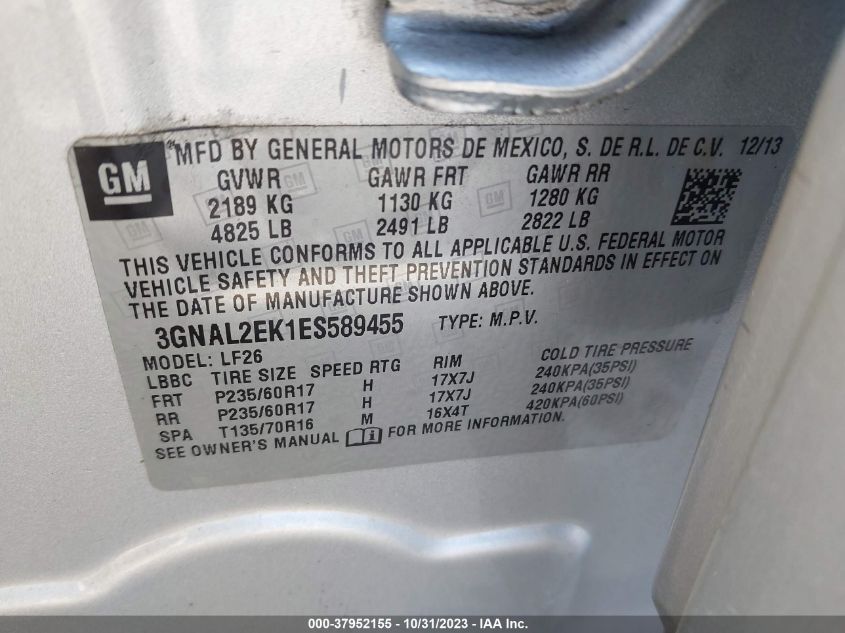 GM
MFD BY GENERAL MOTORS DE MEXICO, S. DE R.L. DE C.V. 12/13
GVWR GAWR FRT GAWR RR
2189 KG 1130 KG 1280 KG
4825 LB 2491 LB 2822 LB
THIS VEHICLE CONFORMS TO ALL APPLICABLE U.S. FEDERAL MOTOR
VEHICLE SAFETY AND THEFT PREVENTION STANDARDS IN EFFECT ON
THE DATE OF MANUFACTURE SHOWN ABOVE.
3GNAL2EK1ES589455 TYPE: M.P.V.
MODEL: LF26
LBBC TIRE SIZE SPEED RTG RIM COLD TIRE PRESSURE
FRT P235/60R17 H 17X7J 240KPA(35PSI)
RR P235/60R17 H 17X7J 240KPA(35PSI)
SPA T135/70R16 M 16X4T 420KPA(60PSI)
SEE OWNER'S MANUAL FOR MORE INFORMATION.
000-37952155 - 10/31/2023 - IAA Inc.